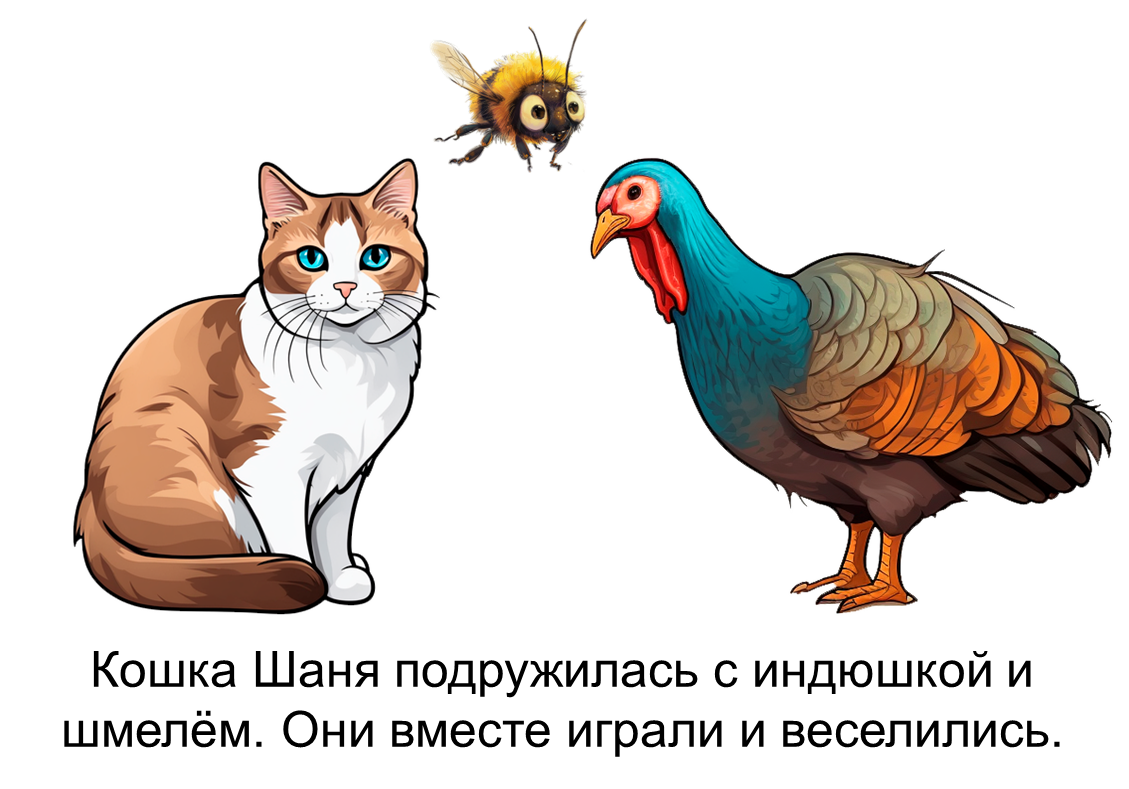 Кошка Шаня подружилась с индюшкой и
шмелём. Они вместе играли и веселились.